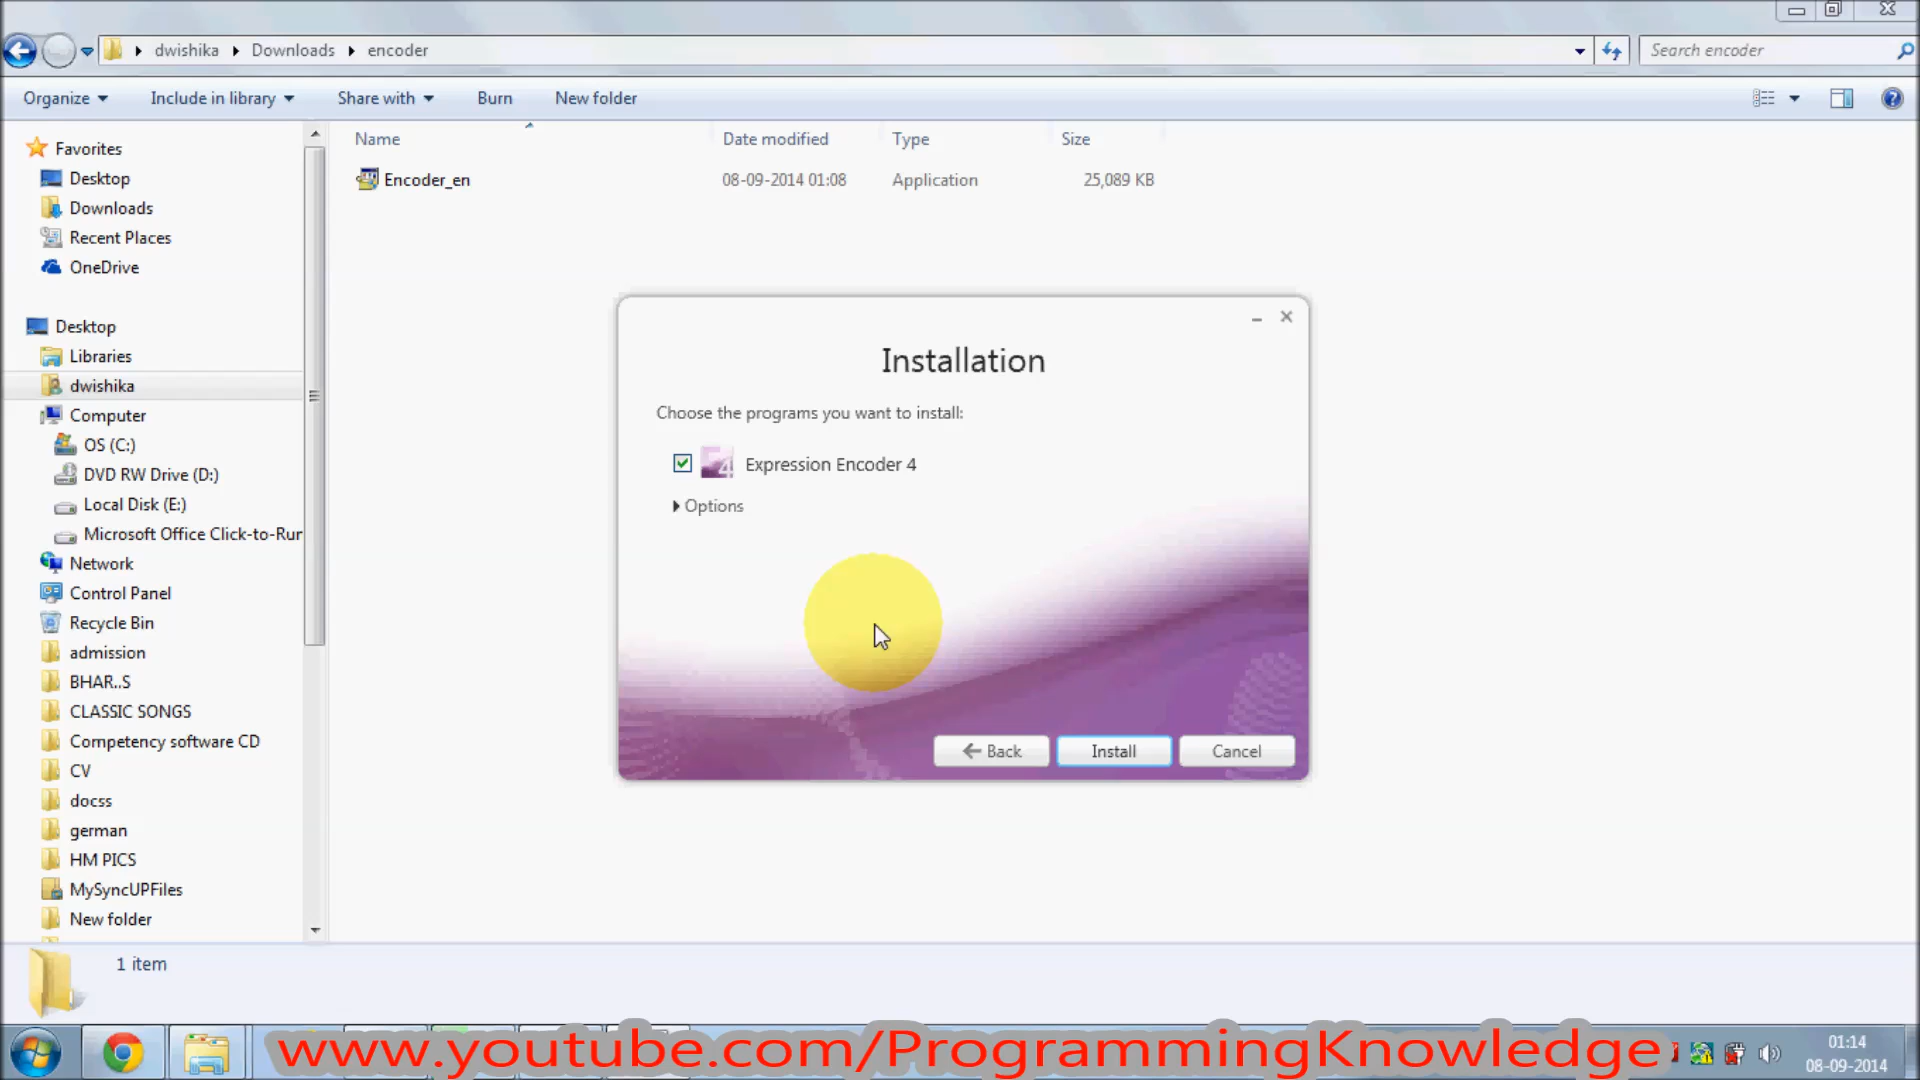 dwishika Downloads encoder
Search encoder
Organize Include in library Share with Burn New folder
Name Date modified Type Size
Encoder_en 08-09-2014 01:08 Application 25,089 KB
Favorites
Desktop
Downloads
Recent Places
OneDrive
Desktop
Libraries
dwishika
Computer
OS (C:)
DVD RW Drive (D:)
Local Disk (E:)
Microsoft Office Click-to-Run
Network
Control Panel
Recycle Bin
admission
BHAR..S
CLASSIC SONGS
Competency software CD
CV
docss
german
HM PICS
MySyncUPFiles
New folder
Installation
Choose the programs you want to install:
Expression Encoder 4
Options
Back Install Cancel
1 item
www.youtube.com/ProgrammingKnowledge
01:14
08-09-2014